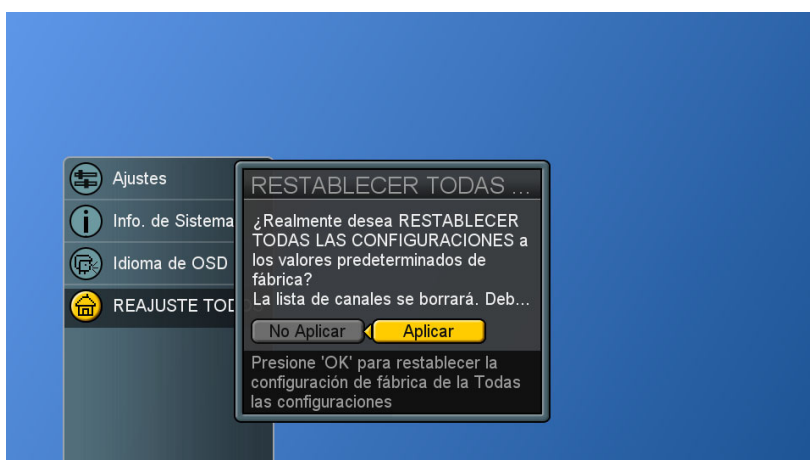 Ajustes
Info. de Sistema
Idioma de OSD
REAJUSTE TOD
RESTABLECER TODAS ...
¿Realmente desea RESTABLECER
TODAS LAS CONFIGURACIONES a
los valores predeterminados de
fábrica?
La lista de canales se borrará. Deb...
No Aplicar
Aplicar
Presione 'OK' para restablecer la
configuración de fábrica de la Todas
las configuraciones